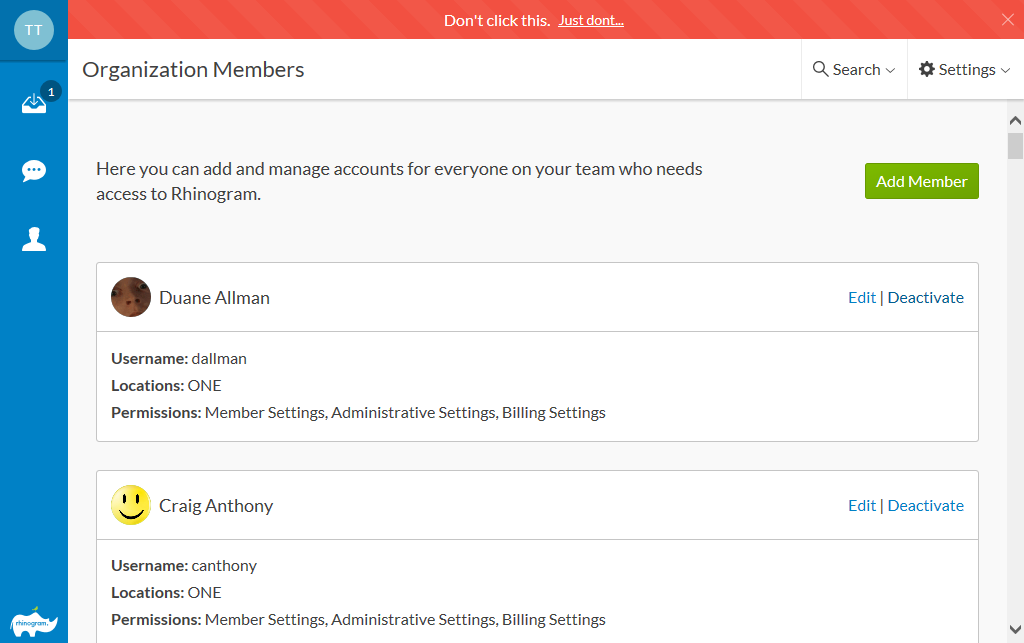 TT
Don't click this. Just dont...
1
Organization Members
Search
Settings
Here you can add and manage accounts for everyone on your team who needs
access to Rhinogram.
Add Member
Duane Allman
Edit | Deactivate
Username: dallman
Locations: ONE
Permissions: Member Settings, Administrative Settings, Billing Settings
Craig Anthony
Edit | Deactivate
Username: canthony
Locations: ONE
Permissions: Member Settings, Administrative Settings, Billing Settings
rhinogram.